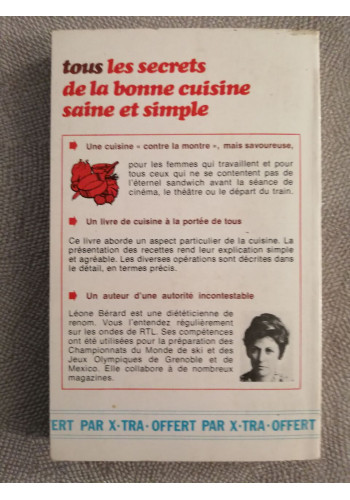 tous les secrets
de la bonne cuisine
saine et simple
Une cuisine « contre la montre », mais savoureuse,
pour les femmes qui travaillent et pour
tous ceux qui ne se contentent pas de
l'éternel sandwich avant la séance de
cinéma, le théâtre ou le départ du train.
Un livre de cuisine à la portée de tous
Ce livre aborde un aspect particulier de la cuisine. La
présentation des recettes rend leur explication simple
et agréable. Les diverses opérations sont décrites dans
le détail, en termes précis.
Un auteur d'une autorité incontestable
Léone Bérard est une diététicienne de
renom. Vous l'entendez régulièrement
sur les ondes de RTL. Ses compétences
ont été utilisées pour la préparation des
Championnats du Monde de ski et des
Jeux Olympiques de Grenoble et de
Mexico. Elle collabore à de nombreux
magazines.
ERT PAR X-TRA-OFFERT PAR X-TRA-OFFERT